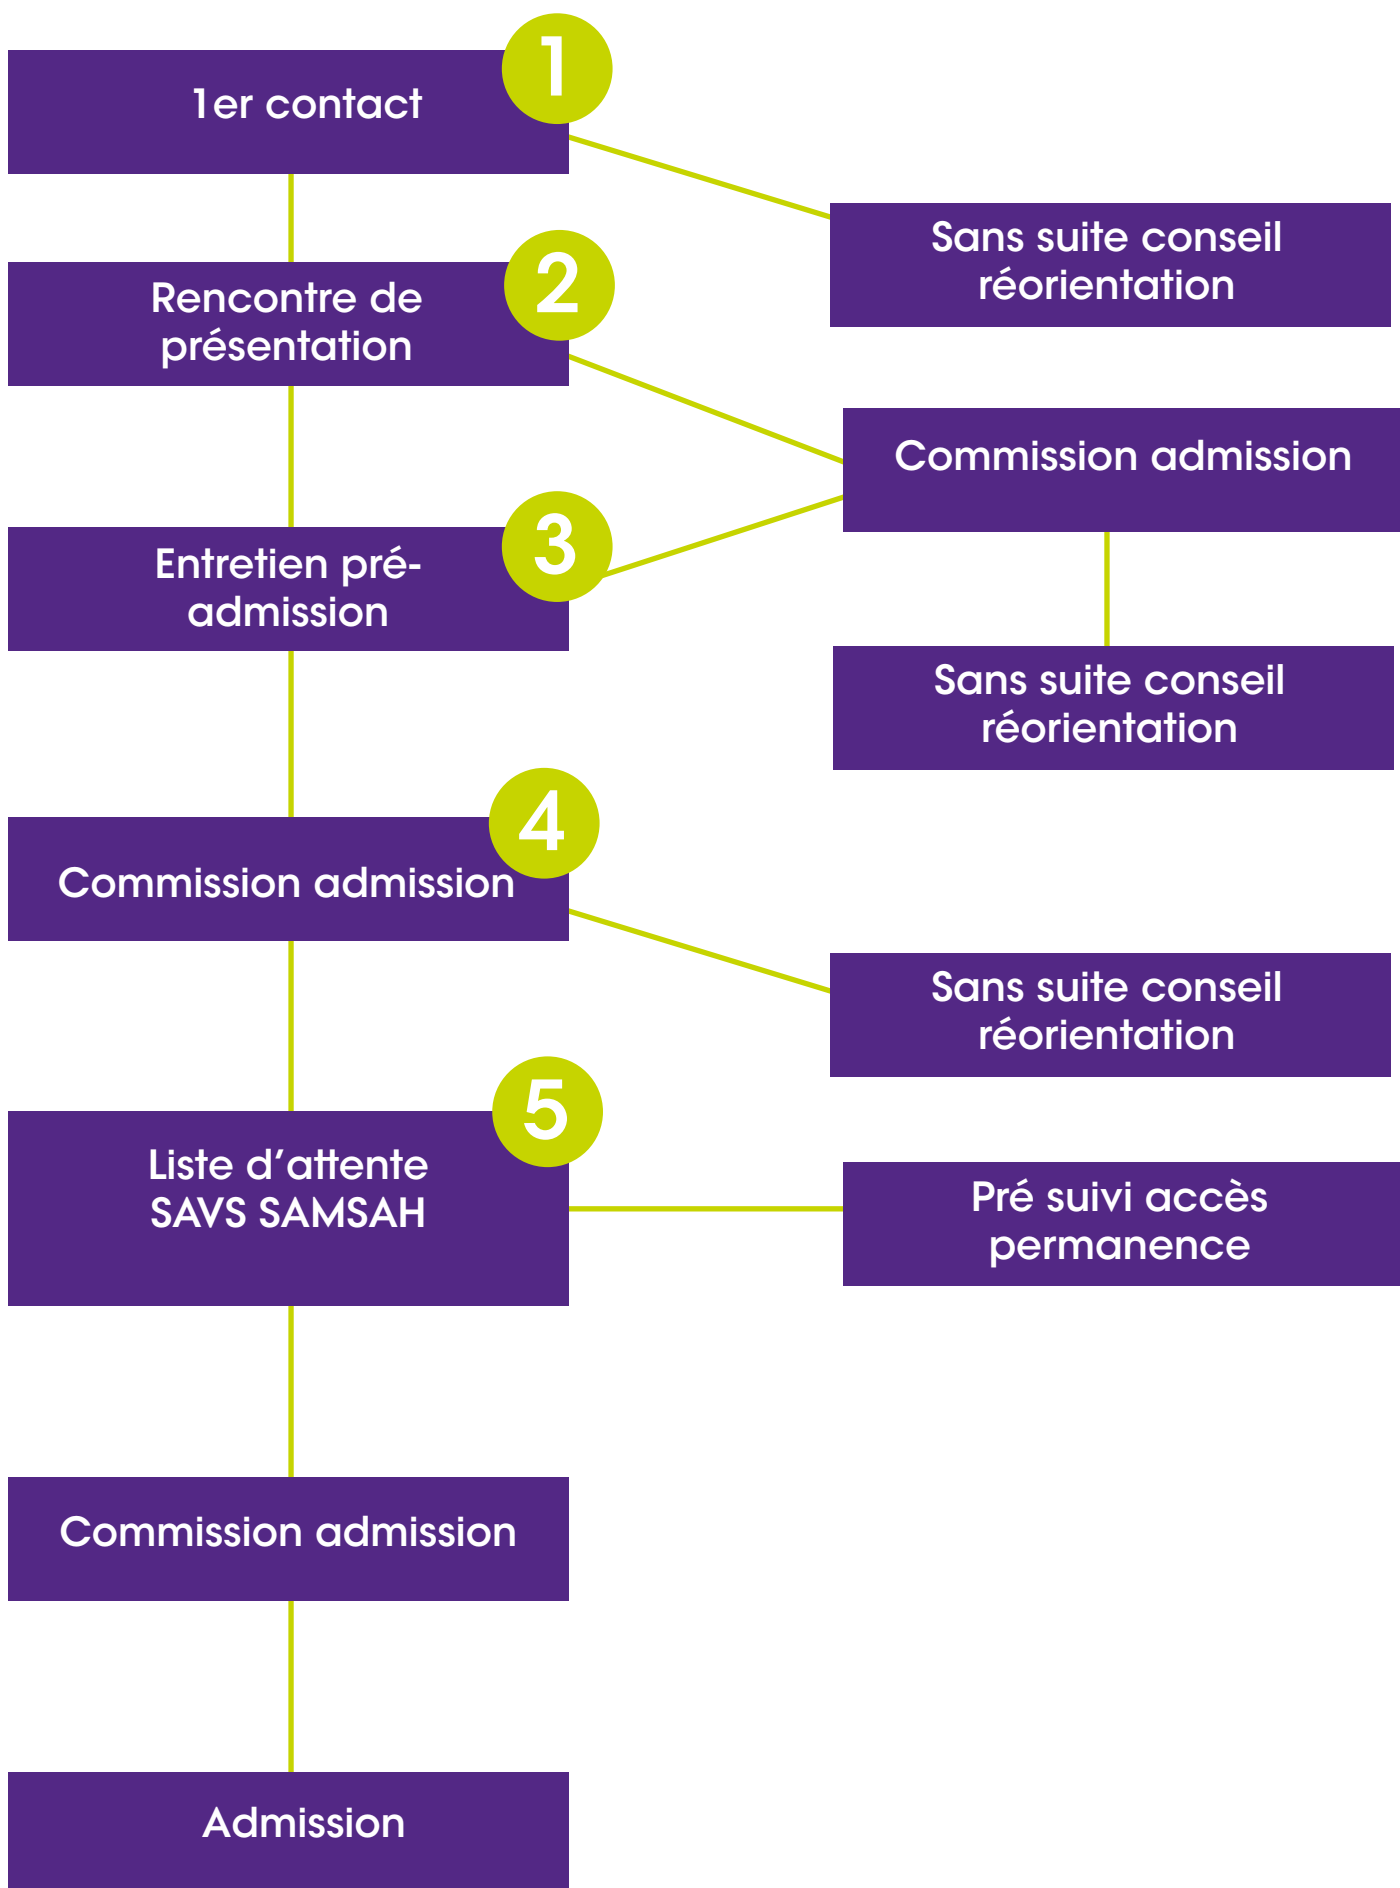 1
1er contact
Sans suite conseil
réorientation
2
Rencontre de
présentation
Commission admission
3
Entretien pré-
admission
Sans suite conseil
réorientation
4
Commission admission
Sans suite conseil
réorientation
5
Liste d’attente
SAVS SAMSAH
Pré suivi accès
permanence
Commission admission
Admission